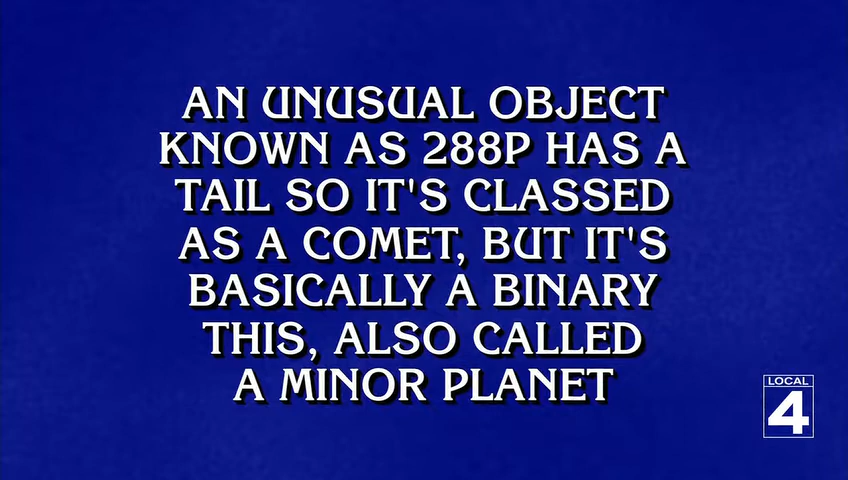 AN UNUSUAL OBJECT
KNOWN AS 288P HAS A
TAIL SO IT'S CLASSED
AS A COMET, BUT IT'S
BASICALLY A BINARY
THIS, ALSO CALLED
A MINOR PLANET
LOCAL
4